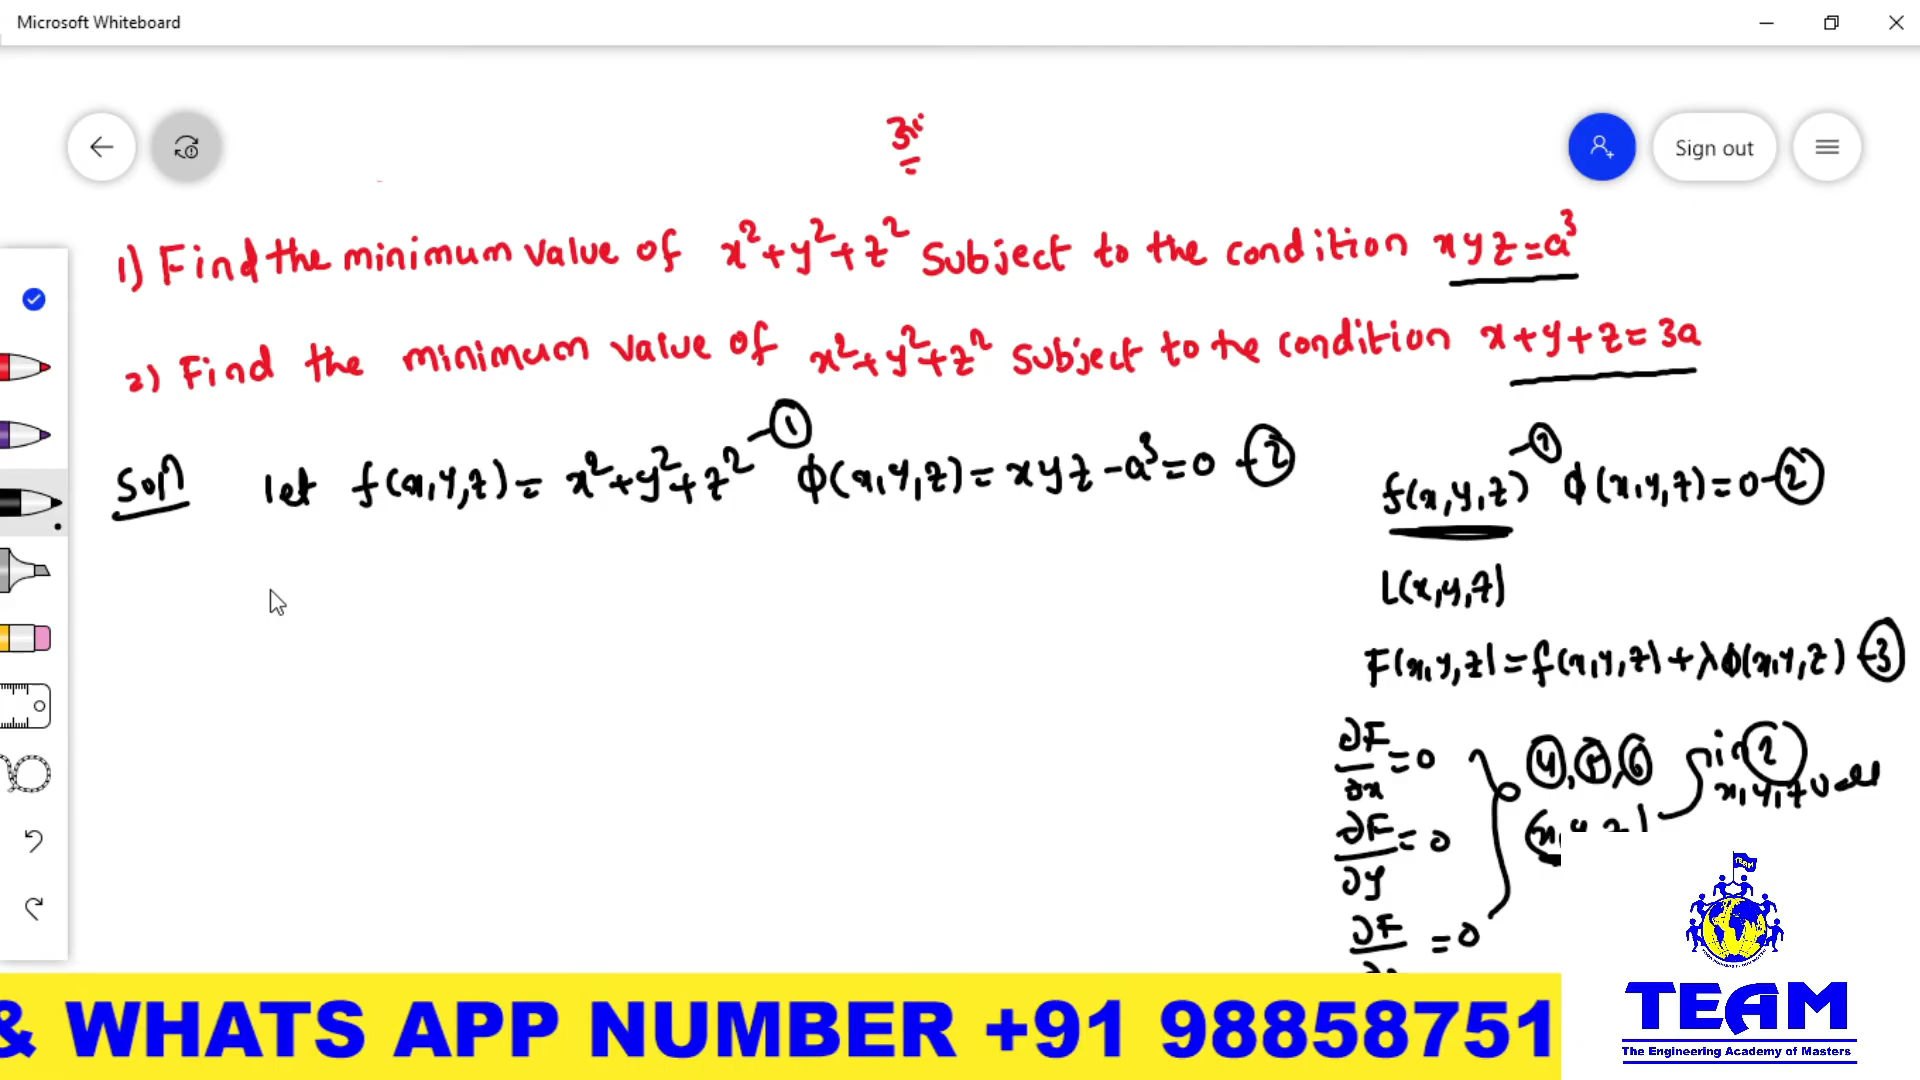 Microsoft Whiteboard
Sign out
1) Find the minimum value of x²+y²+z² subject to the condition xyz=a³
2) Find the minimum value of x²+y²+z² subject to the condition x+y+z=3a
Soln let f(x,y,z)= x²+y²+z² -① ϕ(x,y,z)= xyz-a³=0 -②
f(x,y,z) -① ϕ(x,y,z)=0-②
L(x,y,z)
F(x,y,z)=f(x,y,z)+λϕ(x,y,z) -③
∂F/∂x =0
④,⑤,⑥ in ②
x,y,z
∂F/∂y =0
∂F =0
& WHATS APP NUMBER +91 98858751
TEAM
The Engineering Academy of Masters